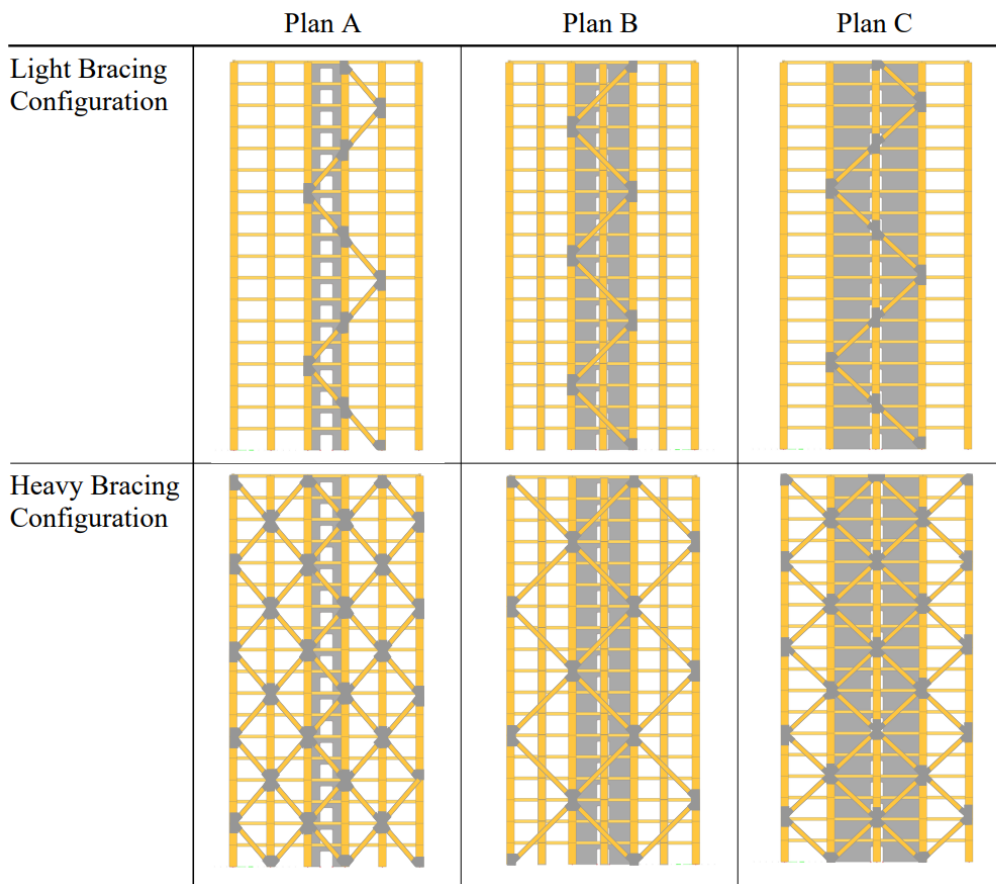 Plan A
Plan B
Plan C
Light Bracing
Configuration
Heavy Bracing
Configuration